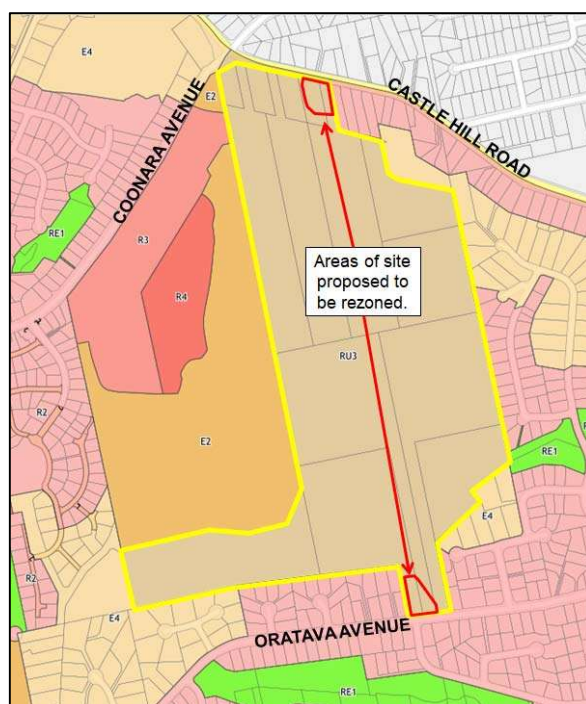 E4
E2
COONARA AVENUE
CASTLE HILL ROAD
RE1
R3
R4
Areas of site
proposed to
be rezoned.
RU3
R2
E2
RE1
E4
R2
E4
ORATAVA AVENUE
RE1